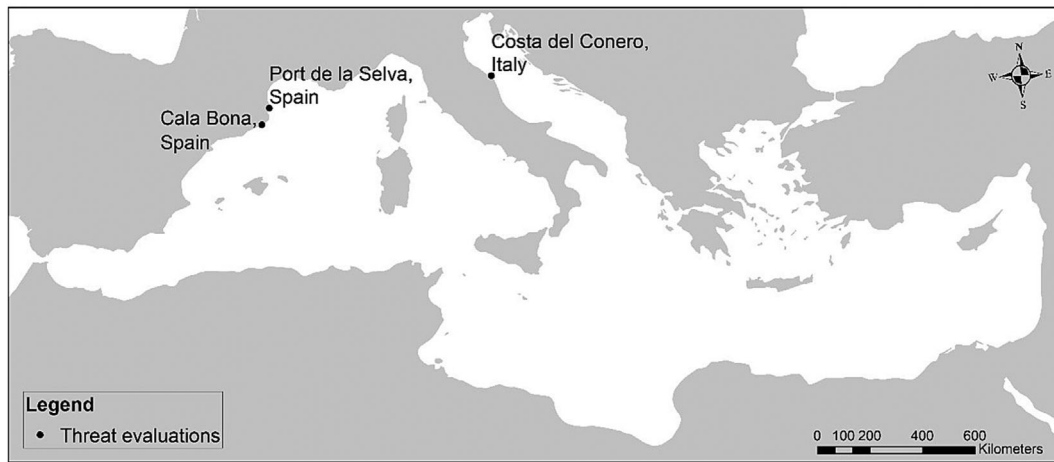 Costa del Conero,
Italy
Port de la Selva,
Spain
Cala Bona,
Spain
N
W E
S
Legend
Threat evaluations
0 100 200 400 600
Kilometers